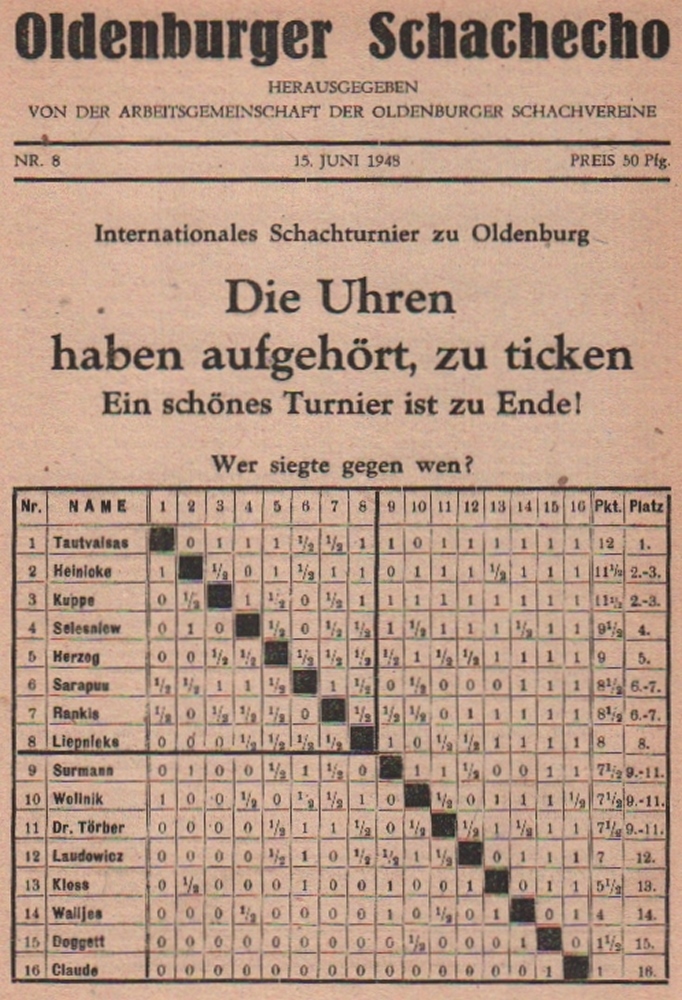 Oldenburger Schachecho
HERAUSGEGEBEN
VON DER ARBEITSGEMEINSCHAFT DER OLDENBURGER SCHACHVEREINE
NR. 8 15. JUNI 1948 PREIS 50 Pfg.
Internationales Schachturnier zu Oldenburg
Die Uhren
haben aufgehört, zu ticken
Ein schönes Turnier ist zu Ende!
Wer siegte gegen wen?
Nr. NAME 1 2 3 4 5 6 7 8 9 10 11 12 13 14 15 16 Pkt. Platz
1 Tautvaisas 0 1 1 1 ½ ½ 1 1 0 1 1 1 1 1 1 12 1.
2 Heinicke 1 ½ 0 1 ½ 1 1 0 1 1 1 ½ 1 1 1 11½ 2.-3.
3 Kuppe 0 ½ 1 ½ 0 ½ 1 1 1 1 1 1 1 1 1 11½ 2.-3.
4 Selesniew 0 1 0 ½ 0 ½ ½ 1 ½ 1 1 1 ½ 1 1 9½ 4.
5 Herzog 0 0 ½ ½ ½ ½ ½ ½ 1 ½ ½ 1 1 1 1 9 5.
6 Sarapuu ½ ½ 1 1 ½ 1 ½ 0 ½ 0 0 0 1 1 1 8½ 6.-7.
7 Rankis ½ 0 ½ ½ ½ 0 ½ ½ ½ 0 1 1 1 1 1 8½ 6.-7.
8 Liepnieks 0 0 0 ½ ½ ½ ½ 1 0 ½ ½ 1 1 1 1 8 8.
9 Surmann 0 1 0 0 ½ 1 ½ 0 1 1 ½ 0 0 1 1 7½ 9.-11.
10 Wollnik 1 0 0 ½ 0 ½ ½ 1 0 ½ 0 1 1 1 ½ 7½ 9.-11.
11 Dr. Törber 0 0 0 0 ½ 1 1 ½ 0 ½ ½ 1 ½ 1 1 7½ 9.-11.
12 Laudowicz 0 0 0 0 ½ 1 0 ½ ½ 1 ½ 0 1 1 1 7 12.
13 Kloss 0 ½ 0 0 0 1 0 0 1 0 0 1 0 1 1 5½ 13.
14 Waljes 0 0 0 ½ 0 0 0 0 1 0 ½ 0 1 0 1 4 14.
15 Doggett 0 0 0 0 0 0 0 0 0 ½ 0 0 0 1 0 1½ 15.
16 Claude 0 0 0 0 0 0 0 0 0 0 0 0 0 0 1 1 16.